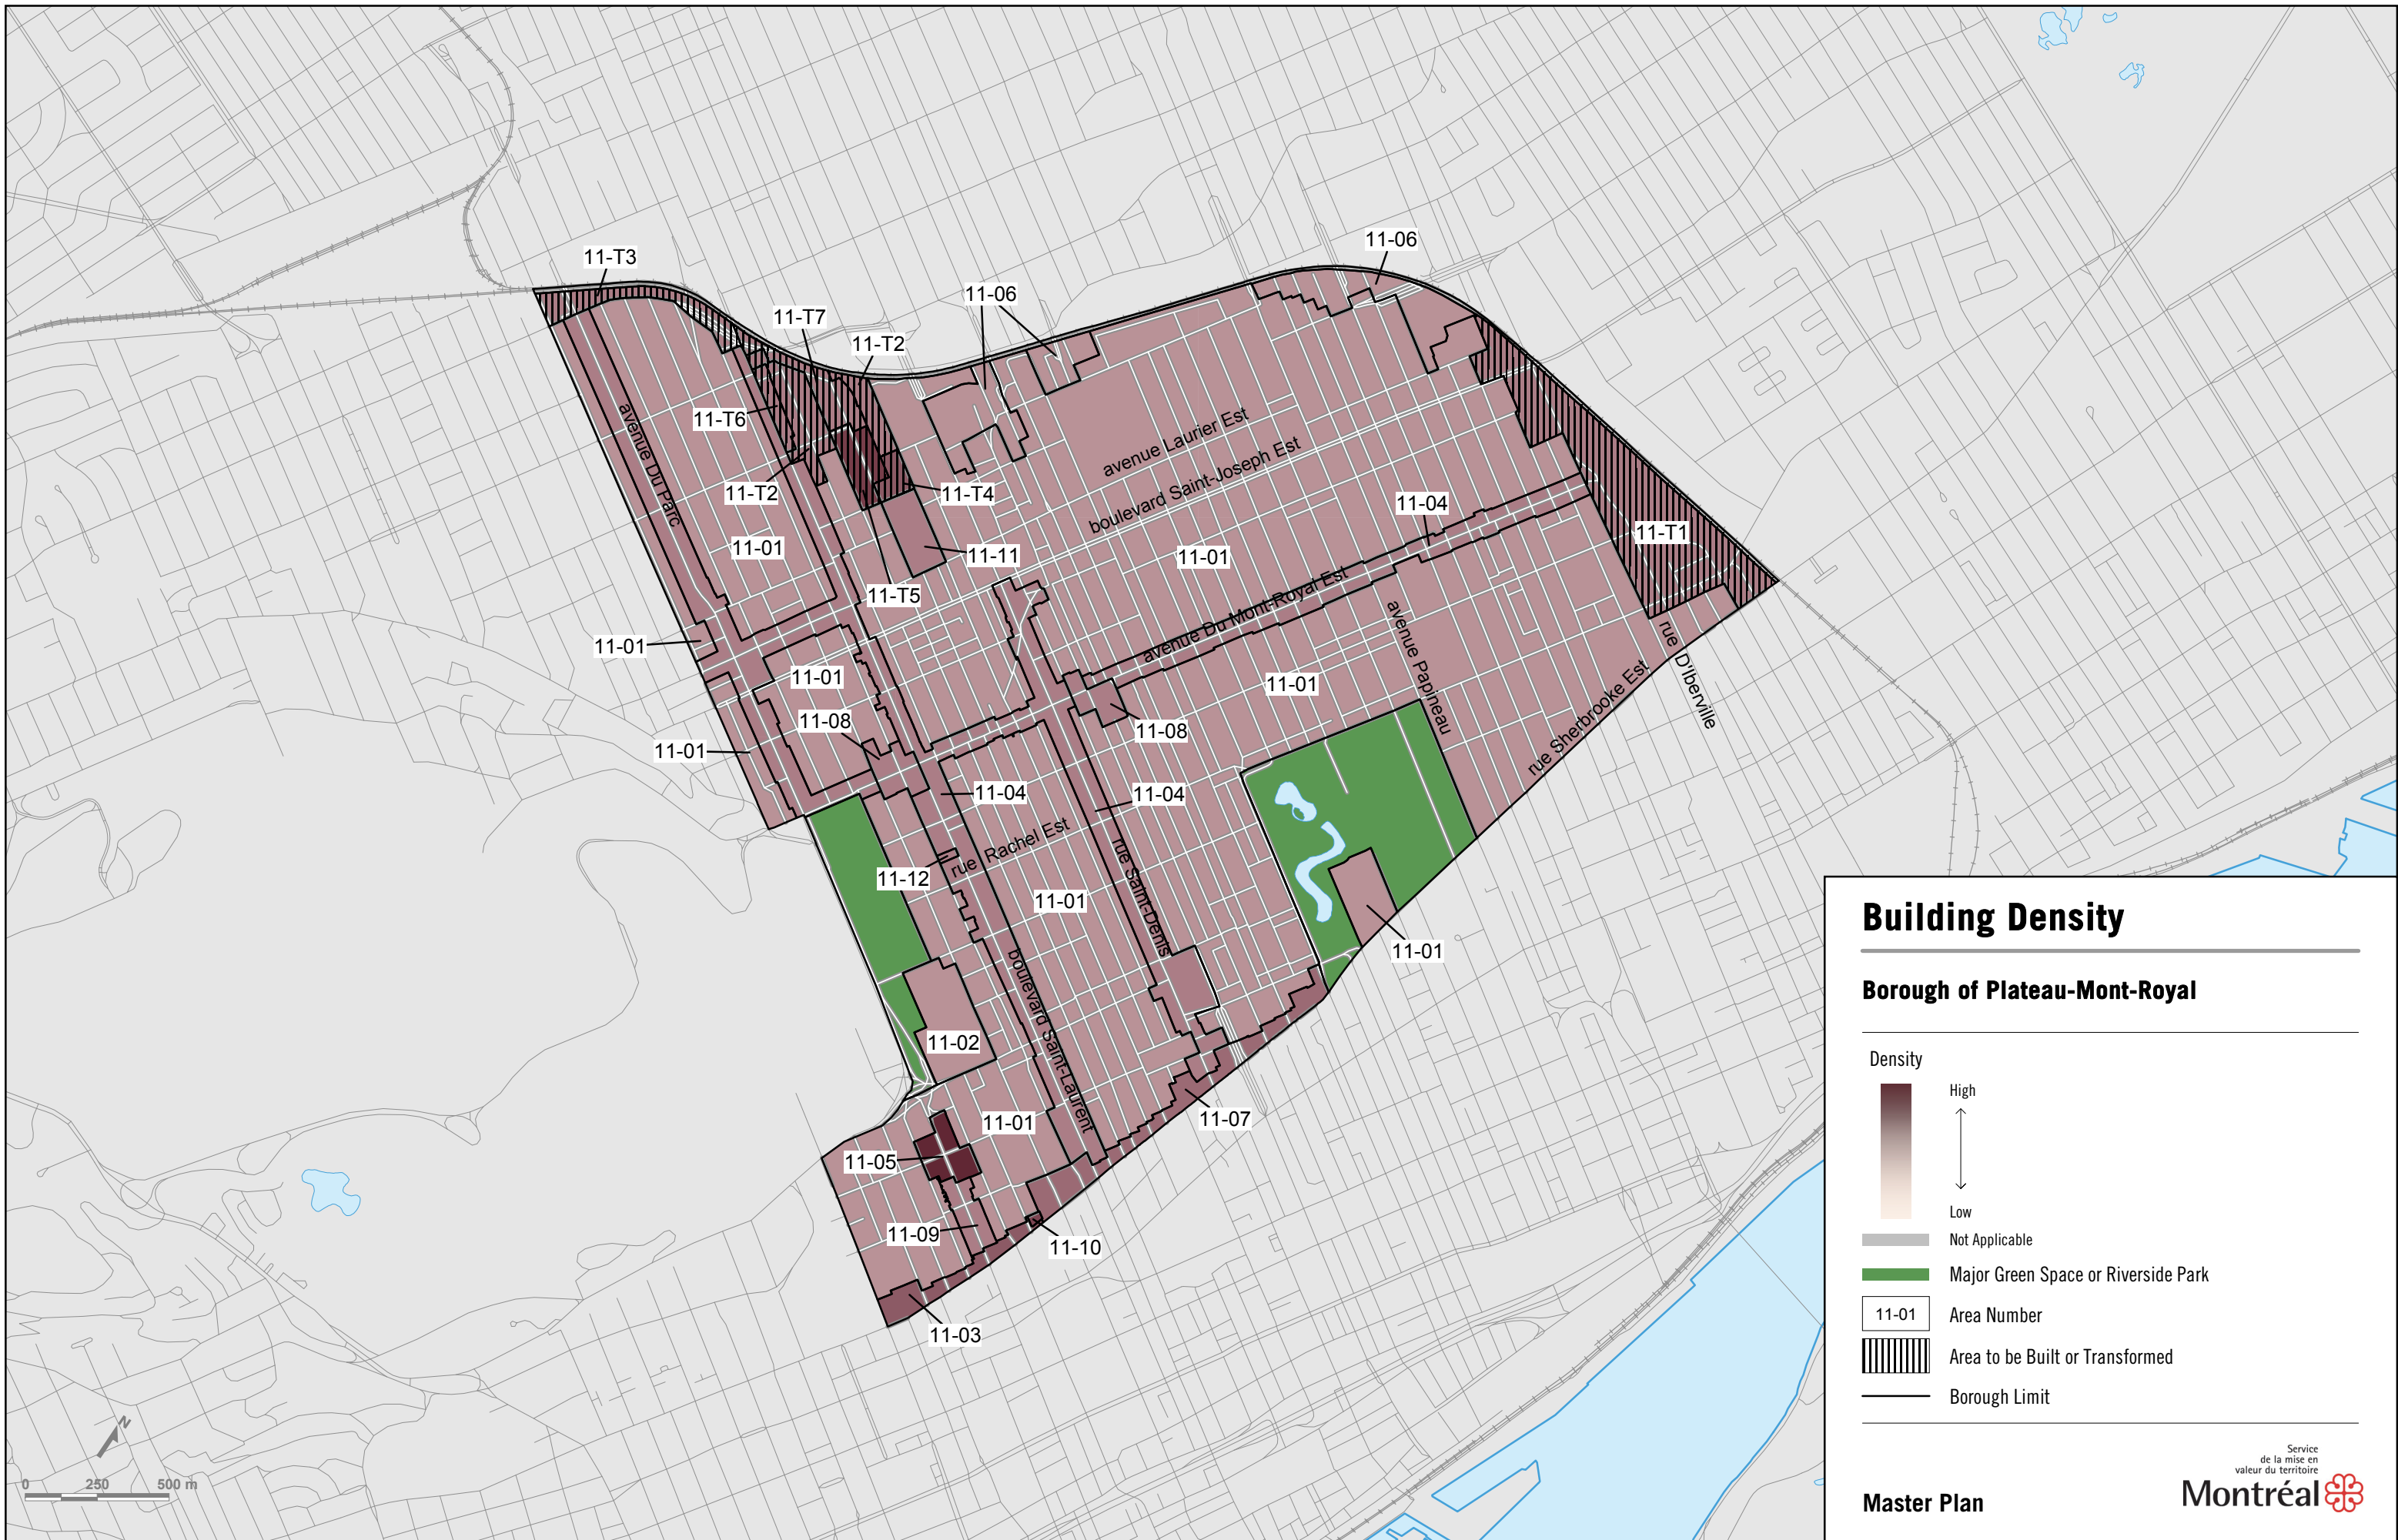 11-06
11-T3
11-06
11-T7
11-T2
11-T6
avenue Du Parc
avenue Laurier Est
boulevard Saint-Joseph Est
11-T2
11-T4
11-04
11-T1
11-01
11-11
11-01
11-T5
avenue Du Mont-Royal Est
avenue Papineau
rue D'Iberville
11-01
11-01
11-01
rue Sherbrooke Est
11-08
11-08
11-01
11-04
11-04
rue Rachel Est
rue Saint-Denis
11-12
11-01
11-01
boulevard Saint-Laurent
11-02
11-01
11-07
11-05
11-09
11-10
11-03
N
0 250 500 m
Building Density
Borough of Plateau-Mont-Royal
Density
High
Low
Not Applicable
Major Green Space or Riverside Park
11-01 Area Number
Area to be Built or Transformed
Borough Limit
Service
de la mise en
valeur du territoire
Montréal
Master Plan